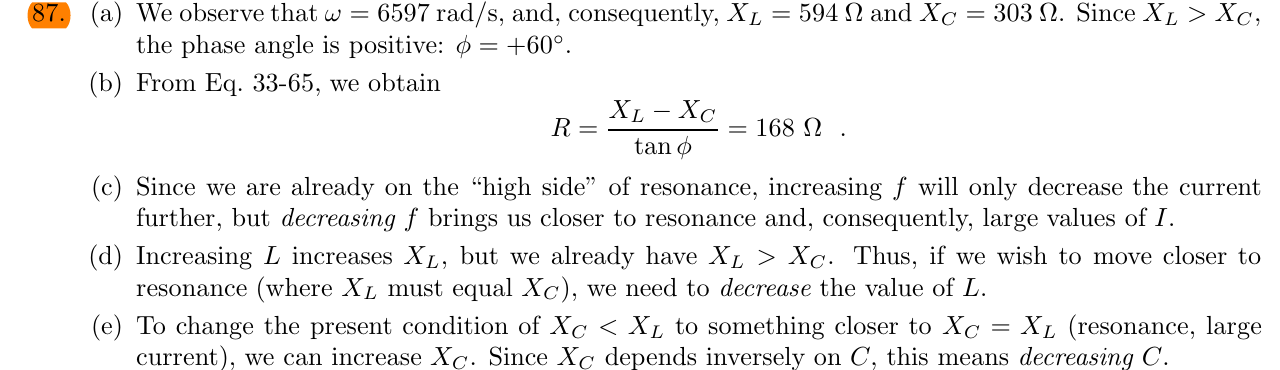 87. (a) We observe that ω = 6597 rad/s, and, consequently, X_L = 594 Ω and X_C = 303 Ω. Since X_L > X_C,
the phase angle is positive: ϕ = +60°.
(b) From Eq. 33-65, we obtain
R = (X_L − X_C) / tan ϕ = 168 Ω .
(c) Since we are already on the “high side” of resonance, increasing f will only decrease the current
further, but decreasing f brings us closer to resonance and, consequently, large values of I.
(d) Increasing L increases X_L, but we already have X_L > X_C. Thus, if we wish to move closer to
resonance (where X_L must equal X_C), we need to decrease the value of L.
(e) To change the present condition of X_C < X_L to something closer to X_C = X_L (resonance, large
current), we can increase X_C. Since X_C depends inversely on C, this means decreasing C.